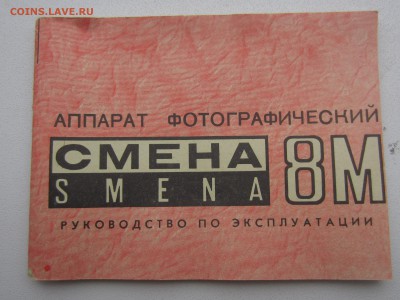 COINS.LAVE.RU
АППАРАТ ФОТОГРАФИЧЕСКИЙ
СМЕНА
SMENA 8М
РУКОВОДСТВО ПО ЭКСПЛУАТАЦИИ